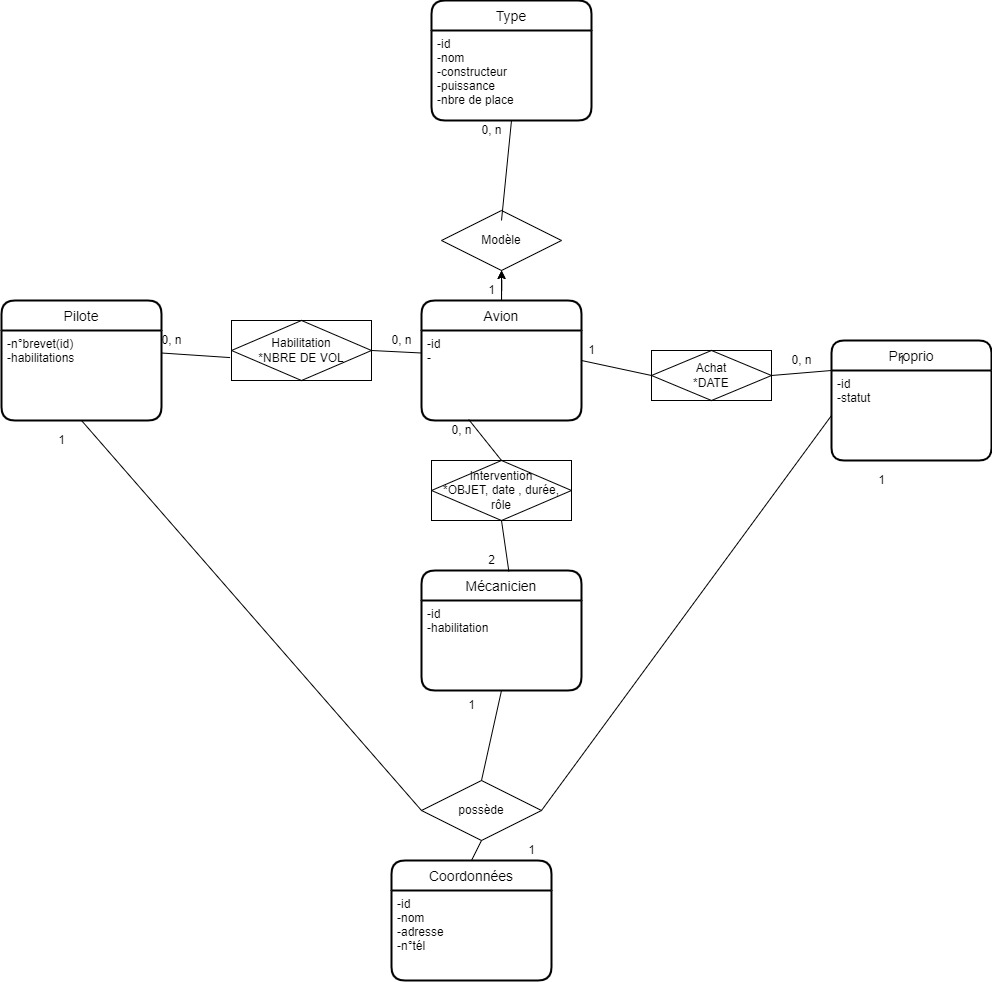 Type
-id
-nom
-constructeur
-puissance
-nbre de place
0, n
Modèle
1
Pilote
-n°brevet(id)
-habilitations
0, n
Habilitation
*NBRE DE VOL
0, n
Avion
-id
-
1
Achat
*DATE
0, n
Proprio
-id
-statut
1
1
0, n
Intervention
*OBJET, date , durée,
rôle
2
Mécanicien
-id
-habilitation
1
possède
1
Coordonnées
-id
-nom
-adresse
-n°tél